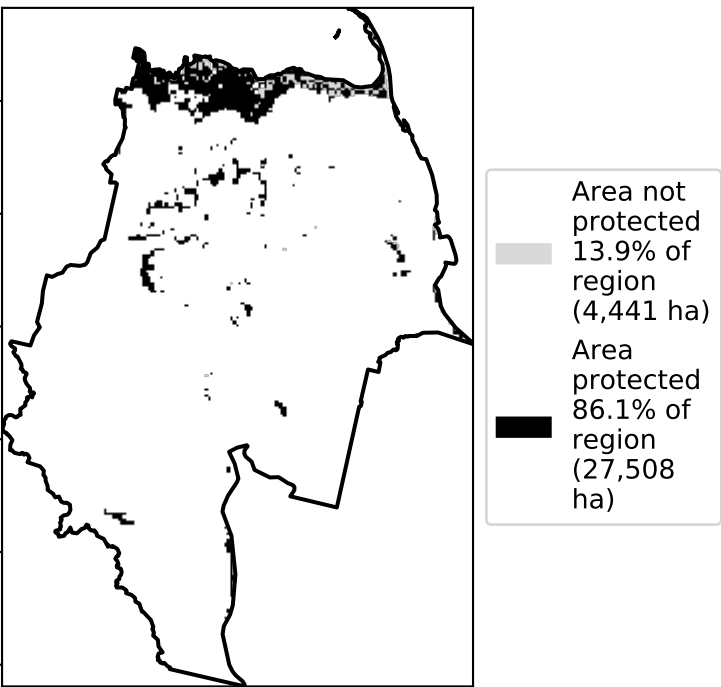 Area not
protected
13.9% of
region
(4,441 ha)
Area
protected
86.1% of
region
(27,508
ha)